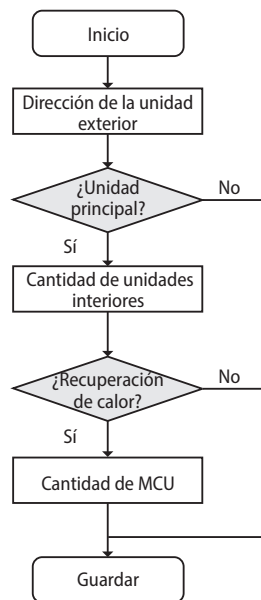 Inicio
Dirección de la unidad
exterior
¿Unidad
principal?
No
Sí
Cantidad de unidades
interiores
¿Recuperación
de calor?
No
Sí
Cantidad de MCU
Guardar